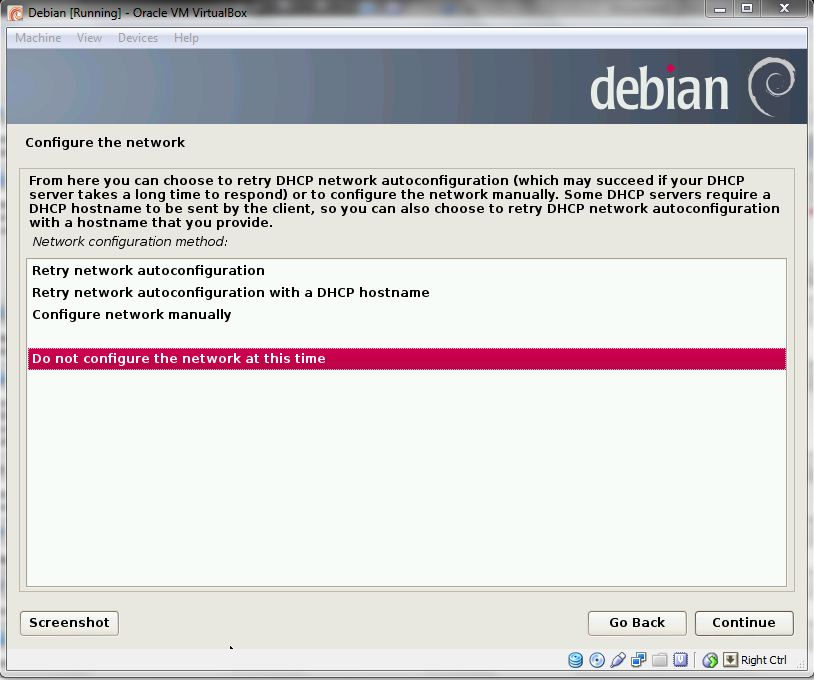 Debian [Running] - Oracle VM VirtualBox
Machine View Devices Help
debian
Configure the network
From here you can choose to retry DHCP network autoconfiguration (which may succeed if your DHCP
server takes a long time to respond) or to configure the network manually. Some DHCP servers require a
DHCP hostname to be sent by the client, so you can also choose to retry DHCP network autoconfiguration
with a hostname that you provide.
Network configuration method:
Retry network autoconfiguration
Retry network autoconfiguration with a DHCP hostname
Configure network manually
Do not configure the network at this time
Screenshot Go Back Continue
Right Ctrl